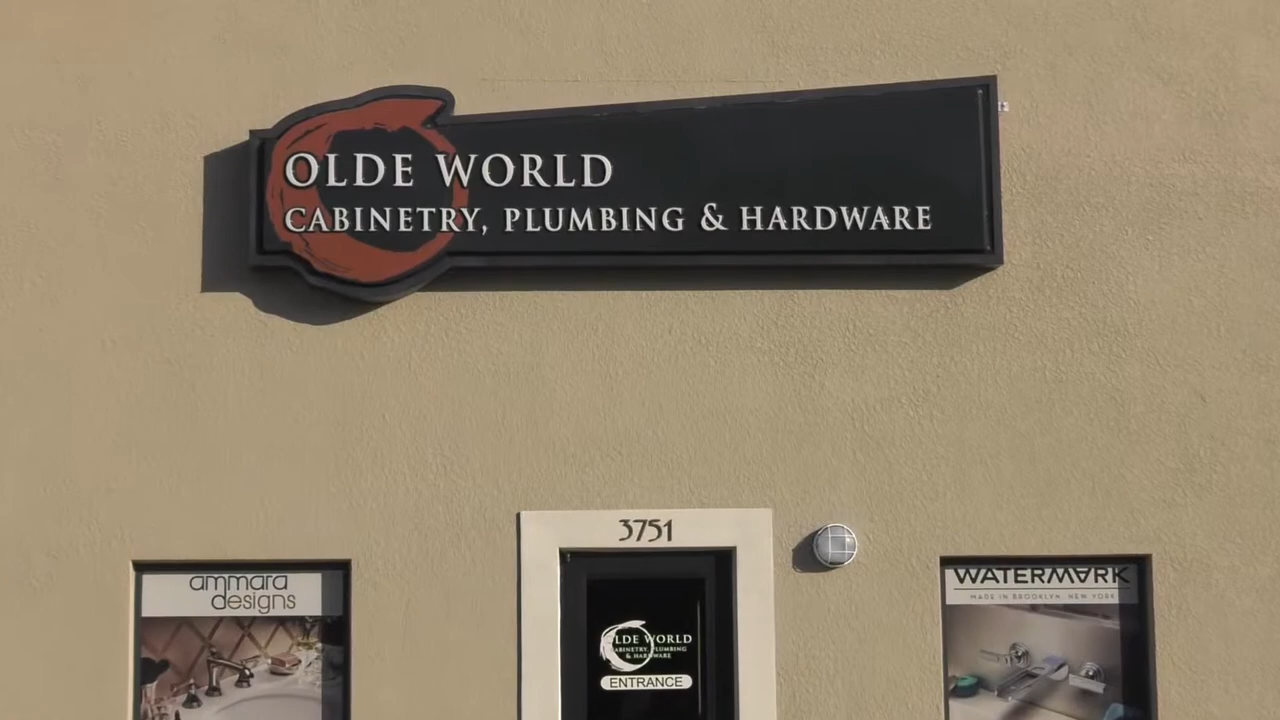 OLDE WORLD
CABINETRY, PLUMBING & HARDWARE
3751
ammara
designs
WATERMARK
MADE IN BROOKLYN NEW YORK
OLDE WORLD
CABINETRY, PLUMBING
& HARDWARE
ENTRANCE